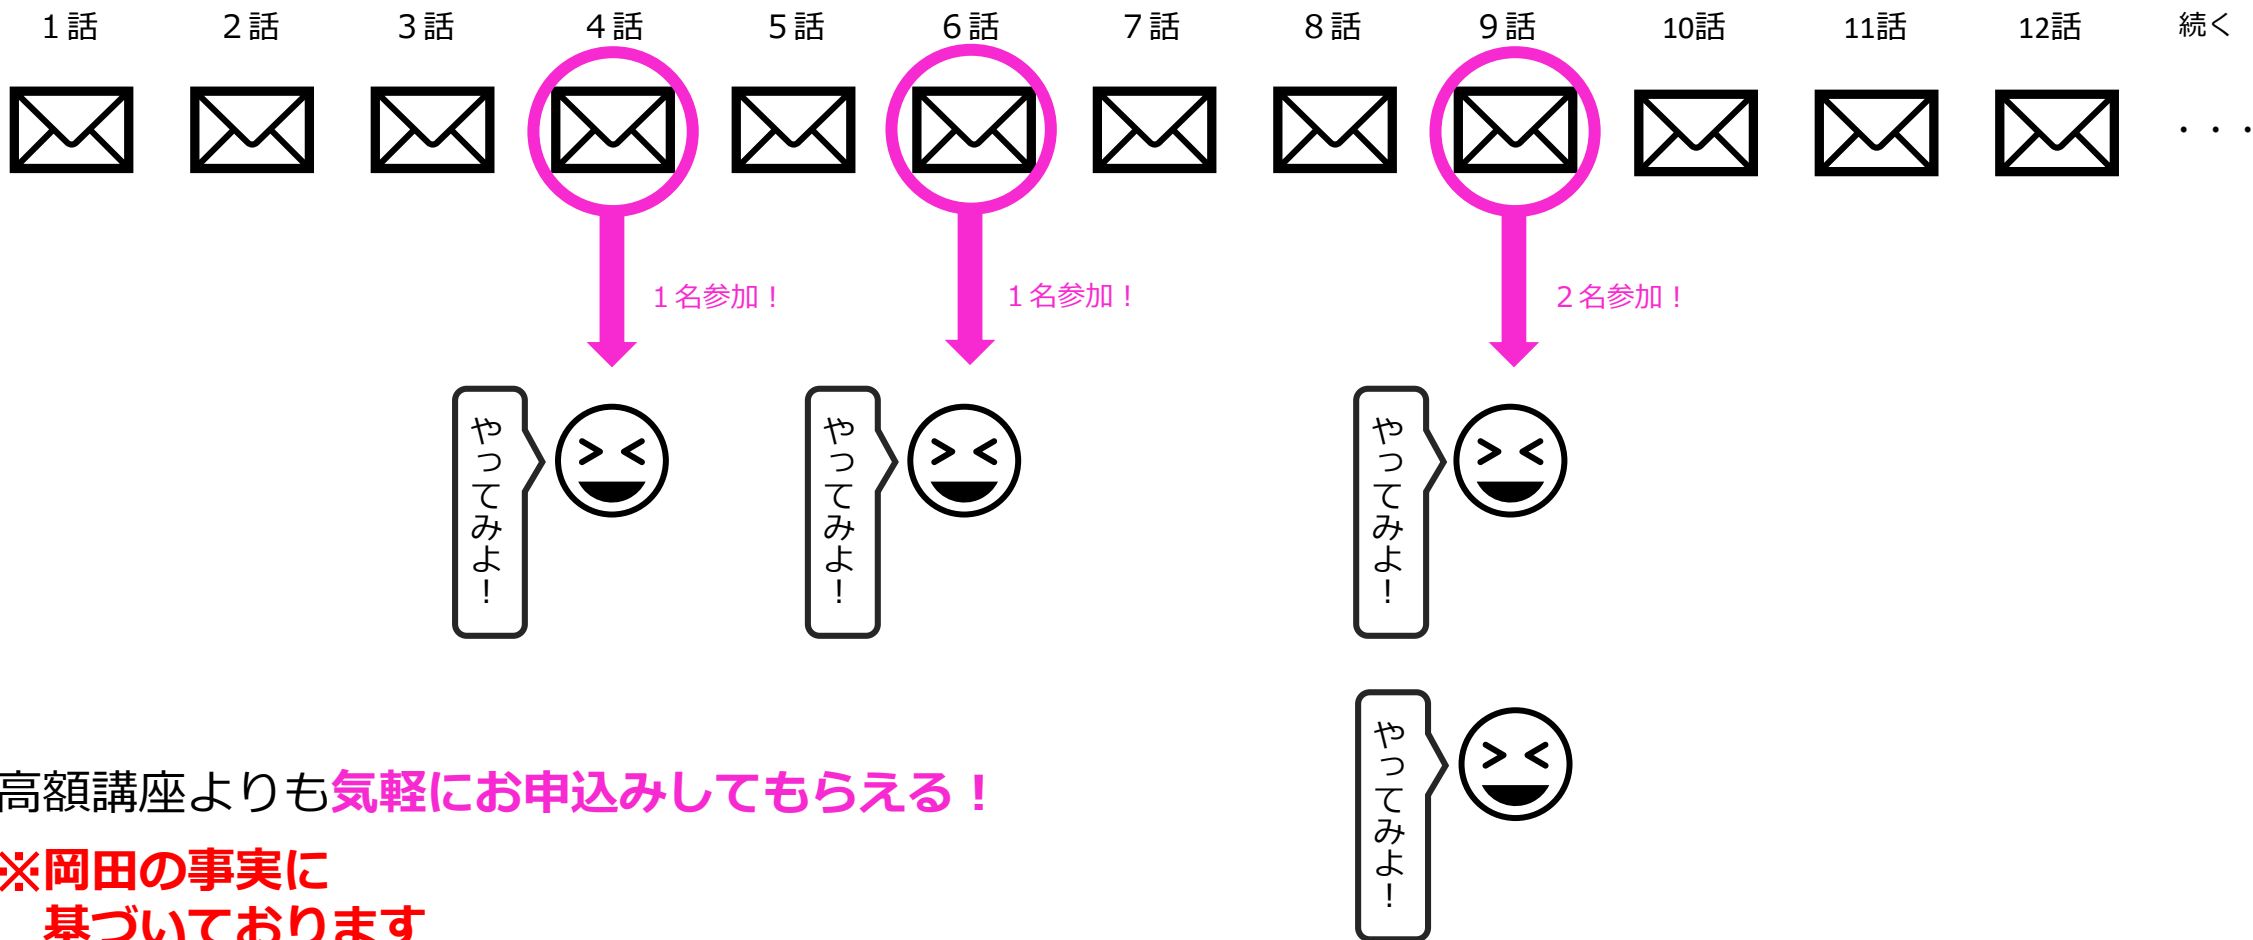 １話
２話
３話
４話
５話
６話
７話
８話
９話
10話
11話
12話
続く
・・・
１名参加！
１名参加！
２名参加！
やってみよ！
やってみよ！
やってみよ！
やってみよ！
高額講座よりも気軽にお申込みしてもらえる！
※岡田の事実に
基づいております